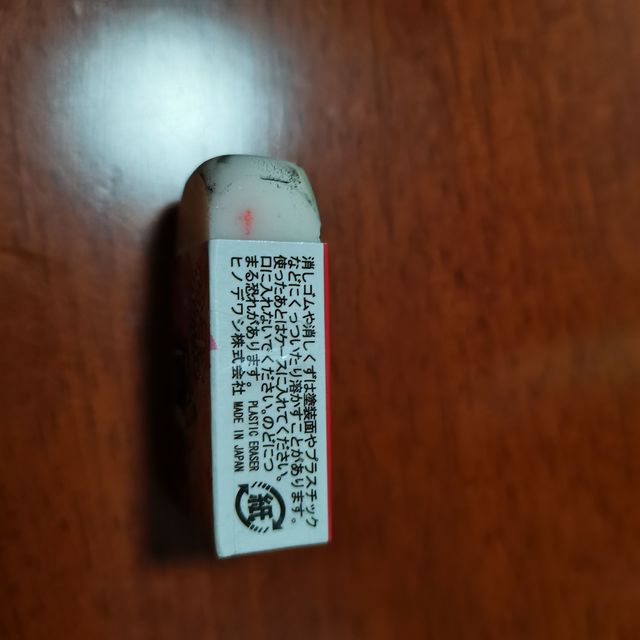 消しゴムや消しくずは塗装面やプラスチック
などにくっついたり溶かすことがあります。
使ったあとはケースに入れてください。
口に入れないでください。のどにつ
まる恐れがあります。 PLASTIC ERASER
ヒノデワシ株式会社 MADE IN JAPAN
紙